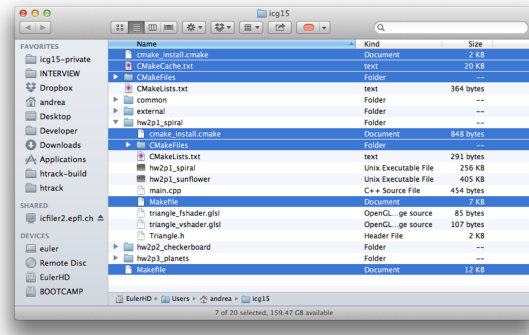 icg15
Name Kind Size
FAVORITES
icg15-private
INTERVIEW
Dropbox
andrea
Desktop
Developer
Downloads
Applications
htrack-build
htrack
SHARED
icfiler2.epfl.ch
DEVICES
euler
Remote Disc
EulerHD
BOOTCAMP
cmake_install.cmake Document 2 KB
CMakeCache.txt text 20 KB
CMakeFiles Folder --
CMakeLists.txt text 364 bytes
common Folder --
external Folder --
hw2p1_spiral Folder --
cmake_install.cmake Document 848 bytes
CMakeFiles Folder --
CMakeLists.txt text 291 bytes
hw2p1_spiral Unix Executable File 256 KB
hw2p1_sunflower Unix Executable File 405 KB
main.cpp C++ Source File 454 bytes
Makefile Document 7 KB
triangle_fshader.glsl OpenGL...ge source 85 bytes
triangle_vshader.glsl OpenGL...ge source 107 bytes
Triangle.h Header File 2 KB
hw2p2_checkerboard Folder --
hw2p3_planets Folder --
Makefile Document 12 KB
EulerHD Users andrea icg15
7 of 20 selected, 159.47 GB available